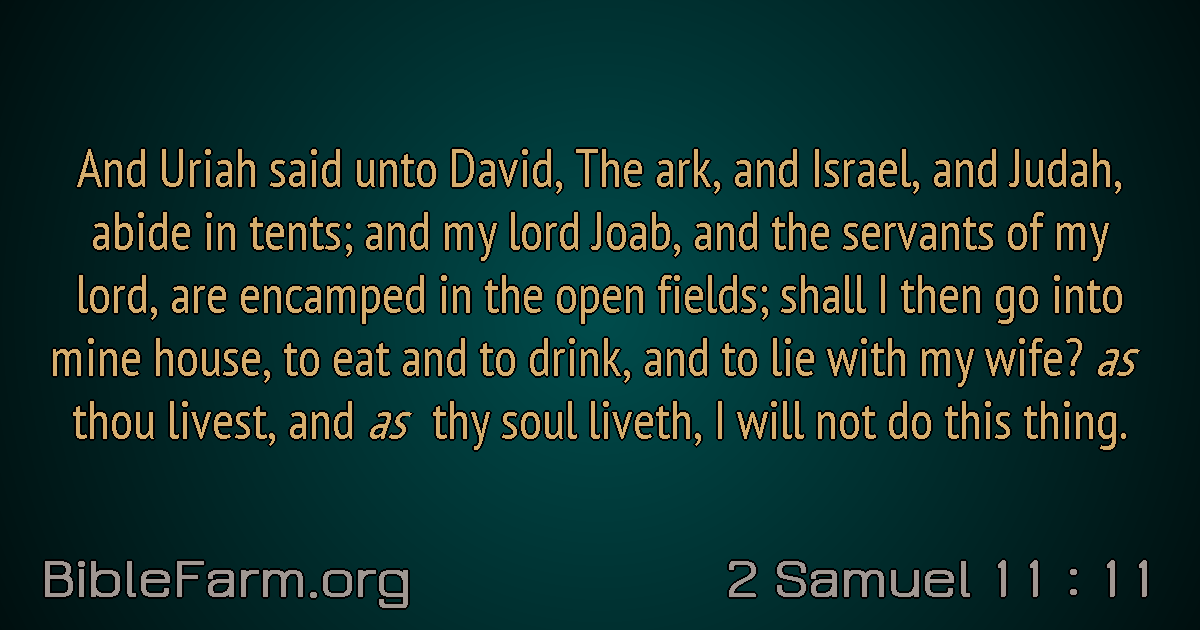 And Uriah said unto David, The ark, and Israel, and Judah,
abide in tents; and my lord Joab, and the servants of my
lord, are encamped in the open fields; shall I then go into
mine house, to eat and to drink, and to lie with my wife? as
thou livest, and as thy soul liveth, I will not do this thing.
BibleFarm.org
2 Samuel 11 : 11